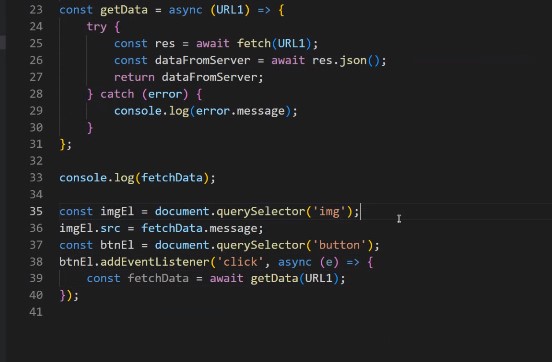 23 const getData = async (URL1) => {
24 try {
25 const res = await fetch(URL1);
26 const dataFromServer = await res.json();
27 return dataFromServer;
28 } catch (error) {
29 console.log(error.message);
30 }
31 };
32
33 console.log(fetchData);
34
35 const imgEl = document.querySelector('img');
36 imgEl.src = fetchData.message;
37 const btnEl = document.querySelector('button');
38 btnEl.addEventListener('click', async (e) => {
39 const fetchData = await getData(URL1);
40 });
41